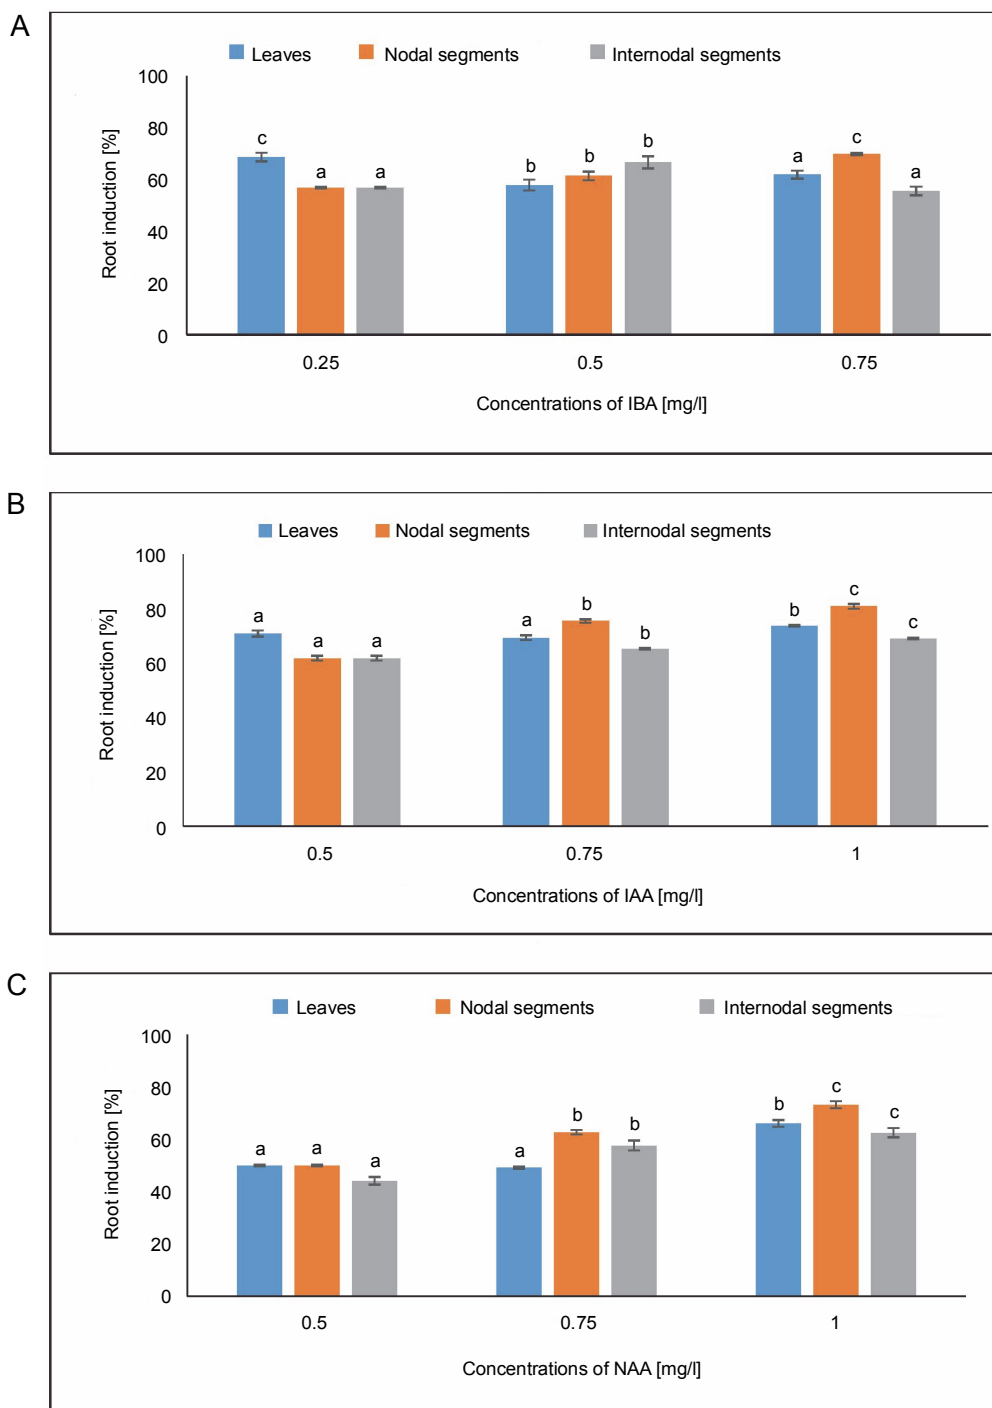 A
Leaves Nodal segments Internodal segments
100
80
60
40
20
0
Root induction [%]
c a a b b b a c a
0.25 0.5 0.75
Concentrations of IBA [mg/l]
B
Leaves Nodal segments Internodal segments
100
80
60
40
20
0
Root induction [%]
a a a a b b b c c
0.5 0.75 1
Concentrations of IAA [mg/l]
C
Leaves Nodal segments Internodal segments
100
80
60
40
20
0
Root induction [%]
a a a a b b b c c
0.5 0.75 1
Concentrations of NAA [mg/l]